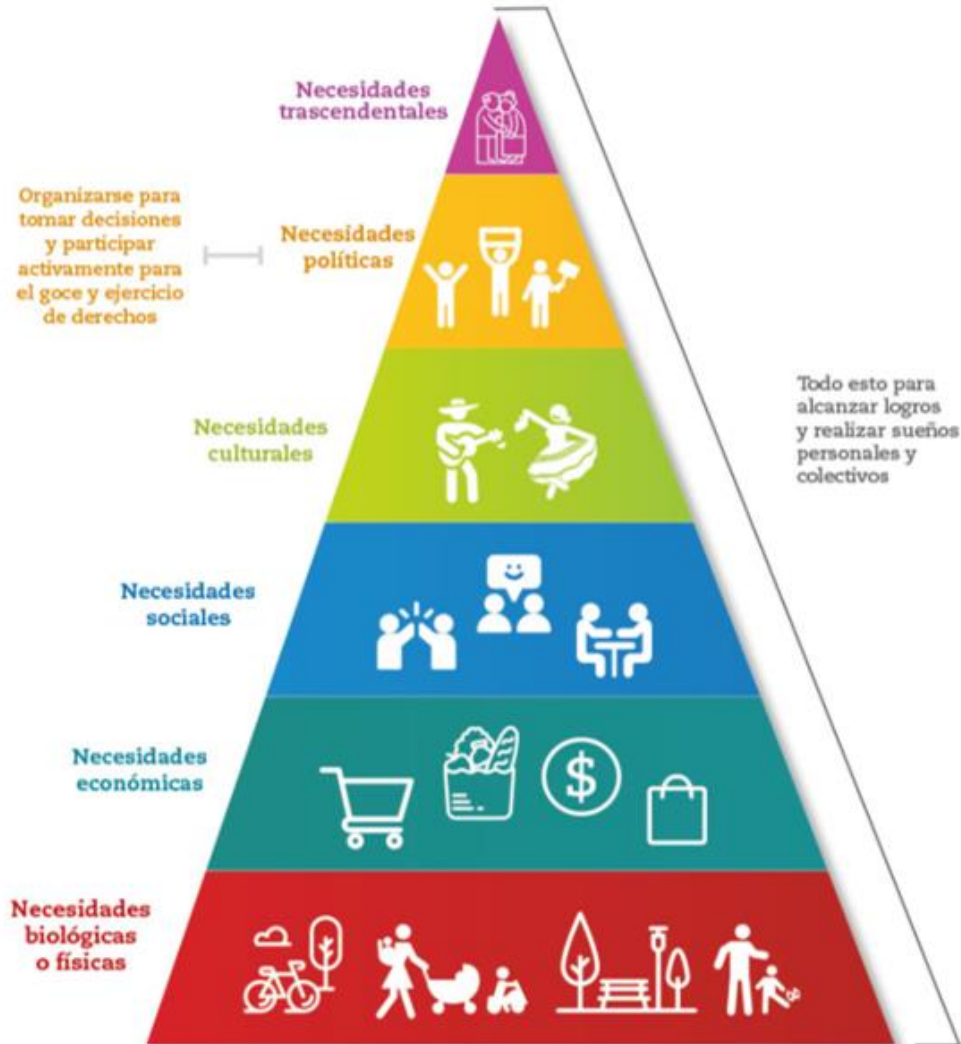 Necesidades
trascendentales
Organizarse para
tomar decisiones
y participar
activamente para
el goce y ejercicio
de derechos
Necesidades
políticas
Necesidades
culturales
Todo esto para
alcanzar logros
y realizar sueños
personales y
colectivos
Necesidades
sociales
Necesidades
económicas
$
Necesidades
biológicas
o físicas